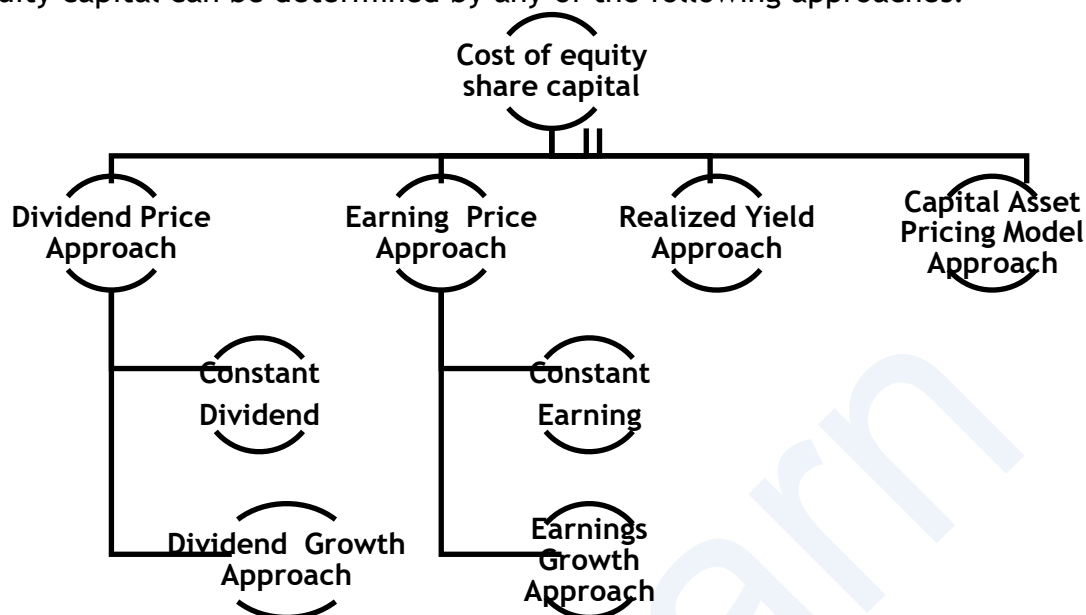 uity capital can be determined by any of the following approaches:
Cost of equity
share capital
Dividend Price
Approach
Earning Price
Approach
Realized Yield
Approach
Capital Asset
Pricing Model
Approach
Constant
Dividend
Constant
Earning
Dividend Growth
Approach
Earnings
Growth
Approach
arn